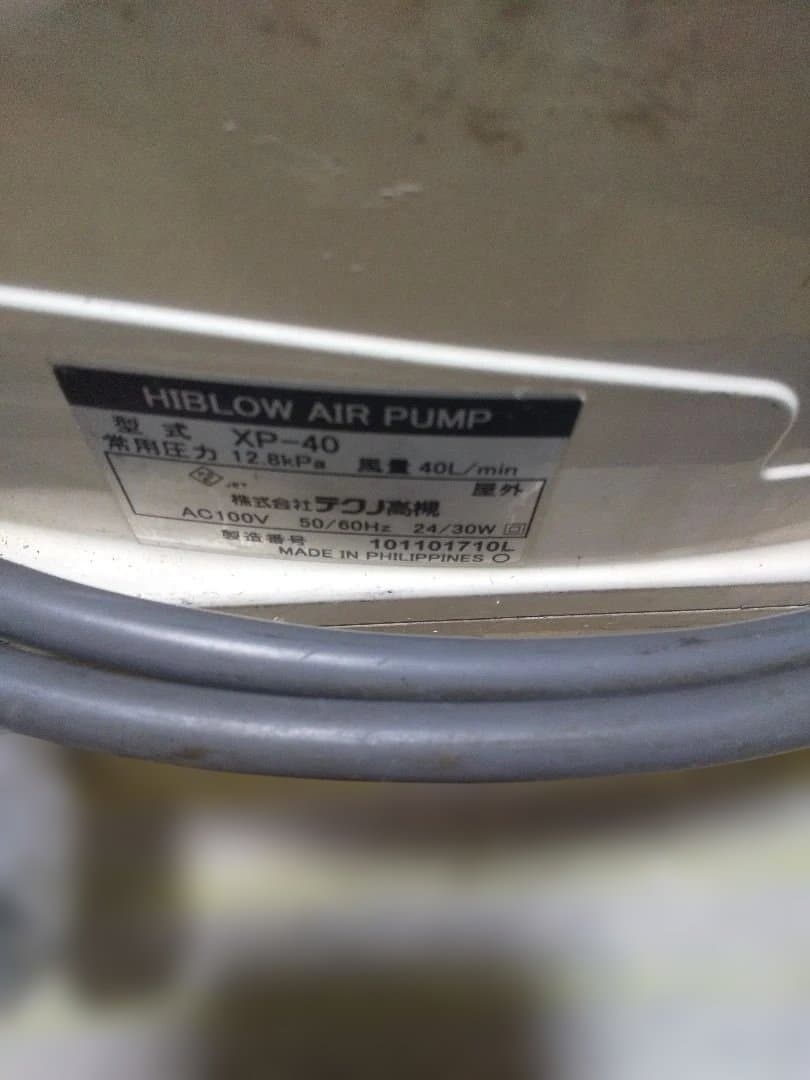 HIBLOW AIR PUMP
型式 XP-40
常用圧力 12.8kPa 風量 40L/min
屋外
株式会社テクノ高槻
AC100V 50/60Hz 24/30W
製造番号 101101710L
MADE IN PHILIPPINES